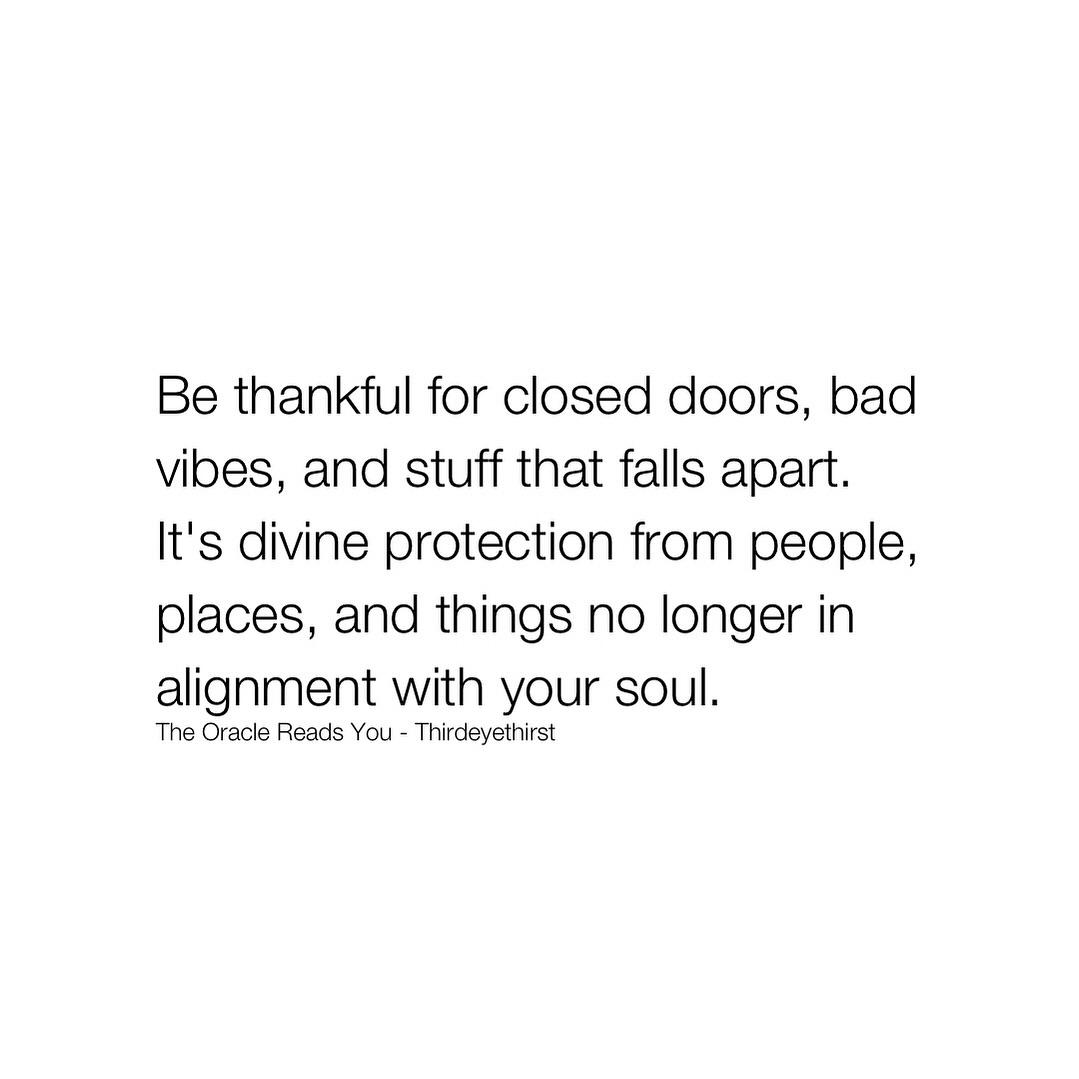 Be thankful for closed doors, bad
vibes, and stuff that falls apart.
It's divine protection from people,
places, and things no longer in
alignment with your soul.
The Oracle Reads You - Thirdeyethirst